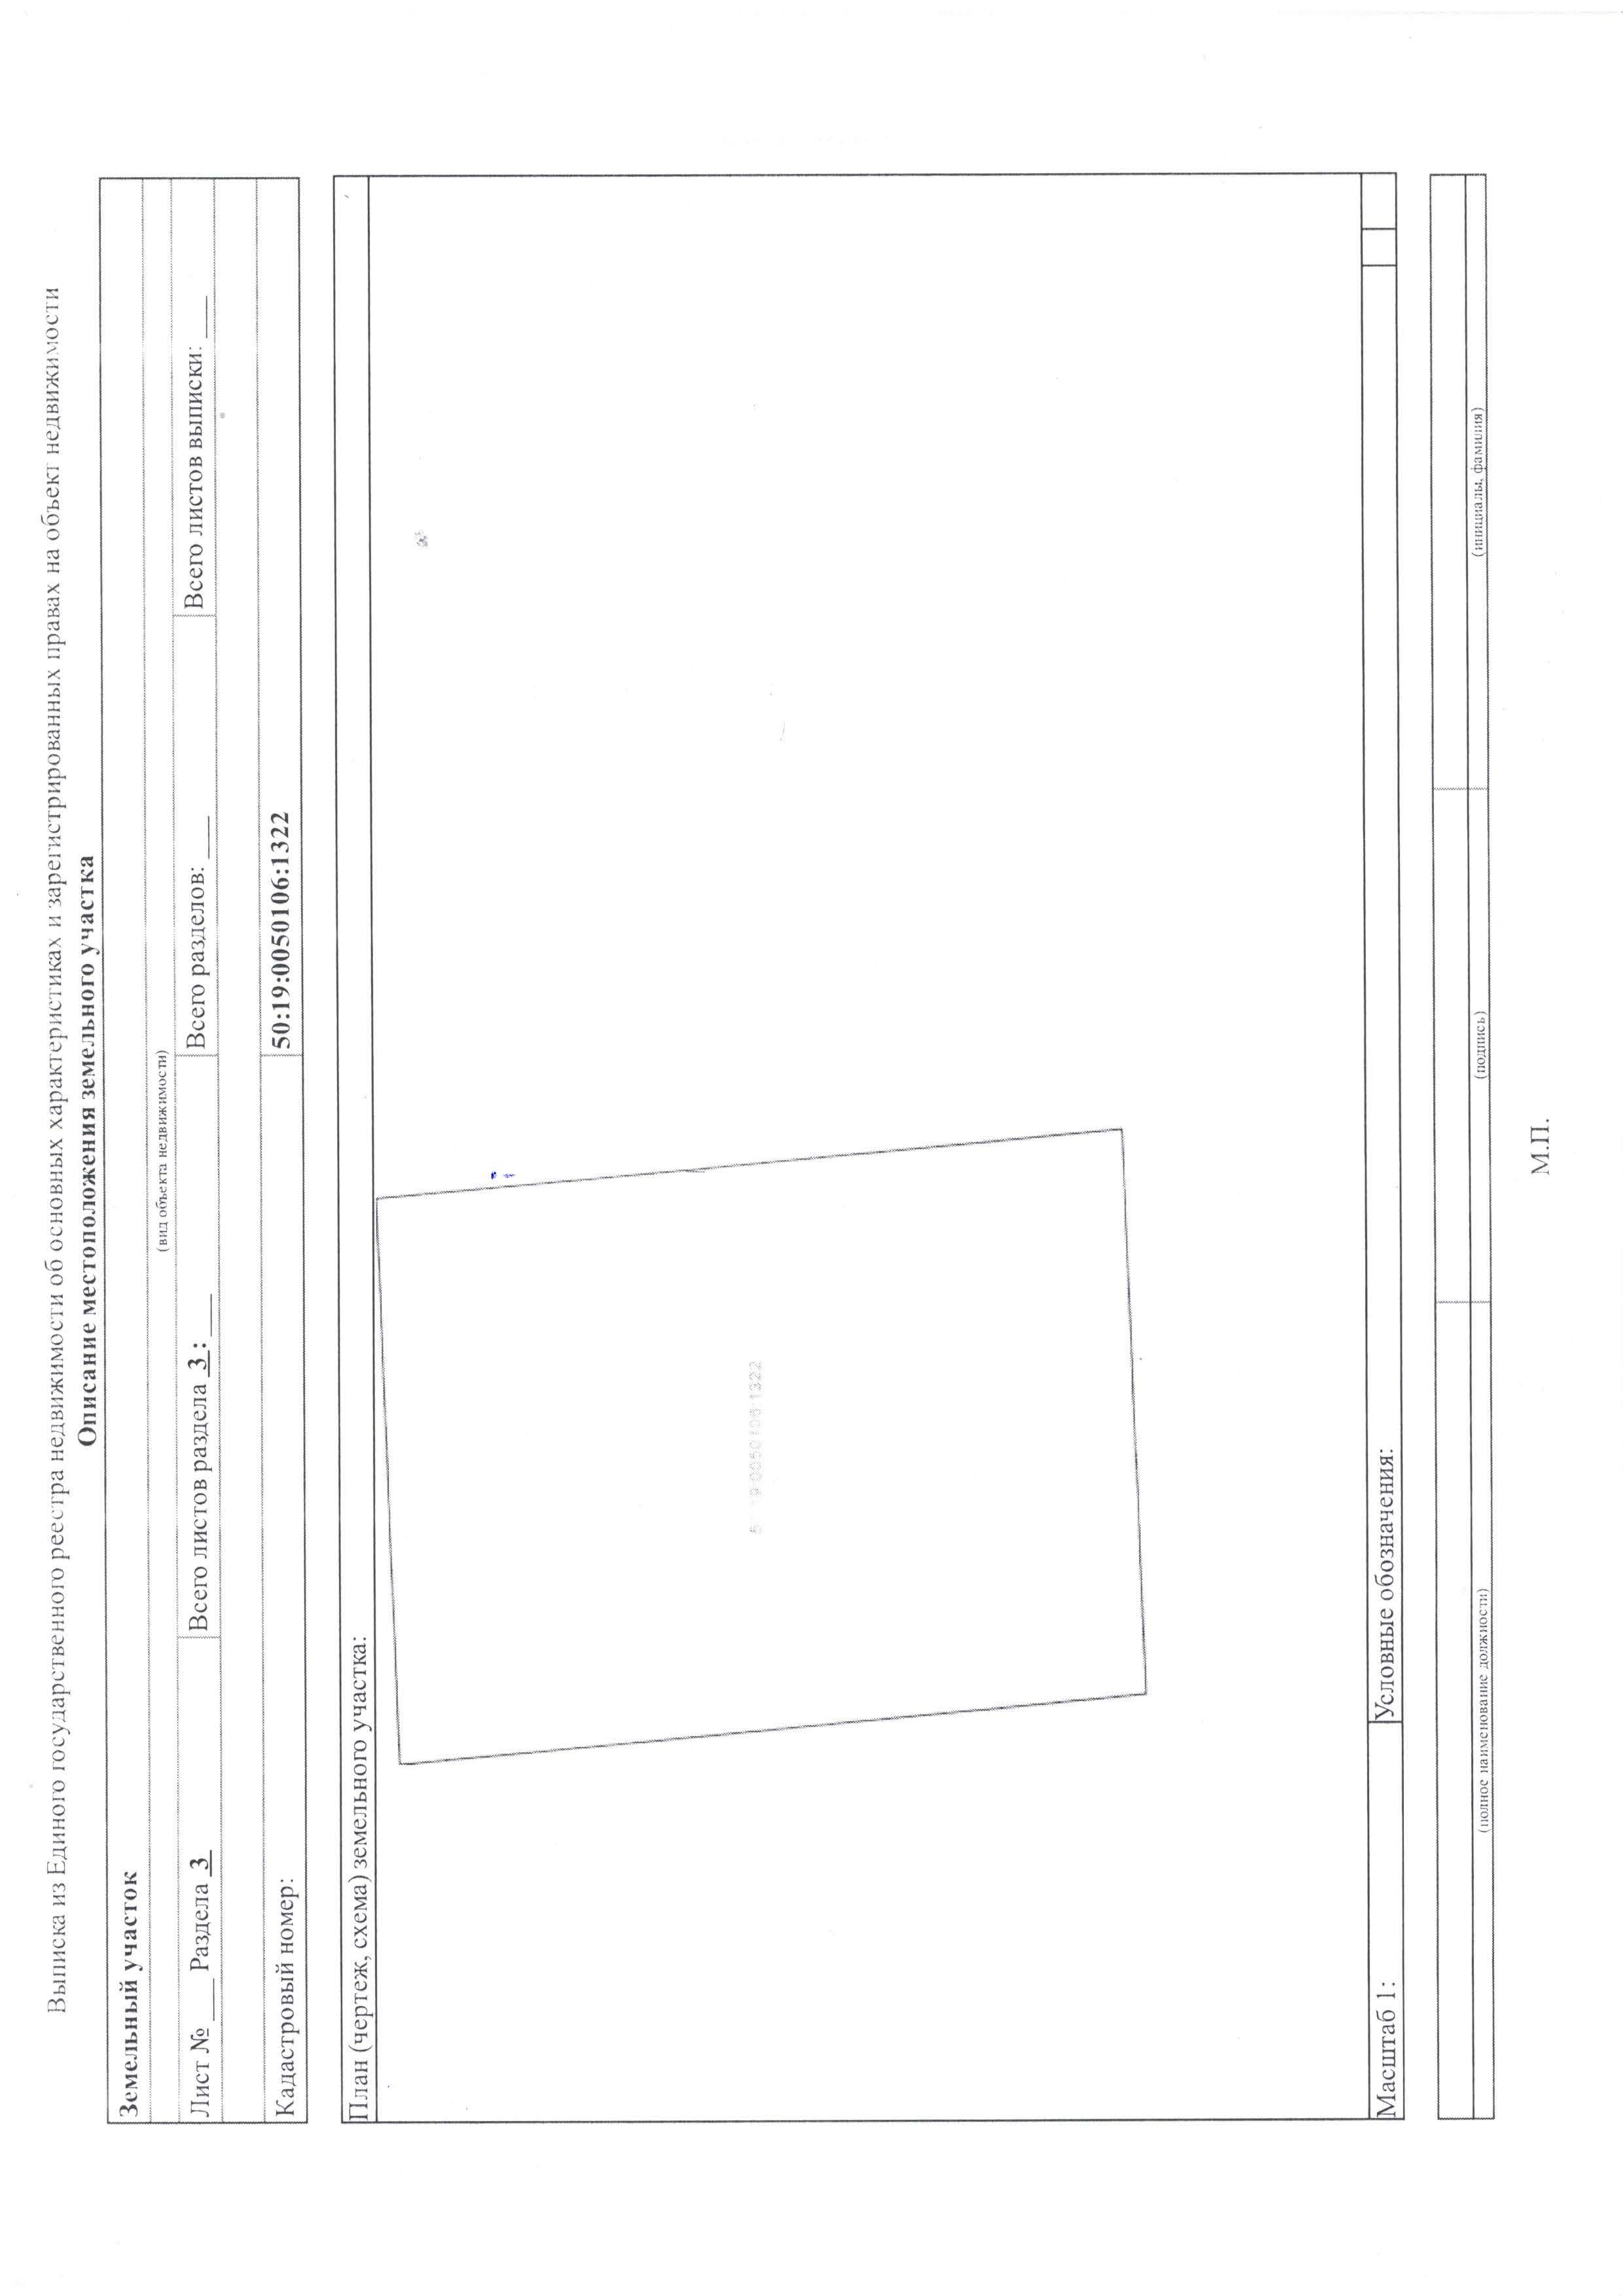 Выписка из Единого государственного реестра недвижимости об основных характеристиках и зарегистрированных правах на объект недвижимости
Описание местоположения земельного участка
Земельный участок
(вид объекта недвижимости)
Лист № ___ Раздела 3 Всего листов раздела 3 : ___ Всего разделов: ___ Всего листов выписки: ___
Кадастровый номер: 50:19:0050106:1322
План (чертеж, схема) земельного участка:
Масштаб 1: Условные обозначения:
(полное наименование должности) (подпись) (инициалы, фамилия)
М.П.